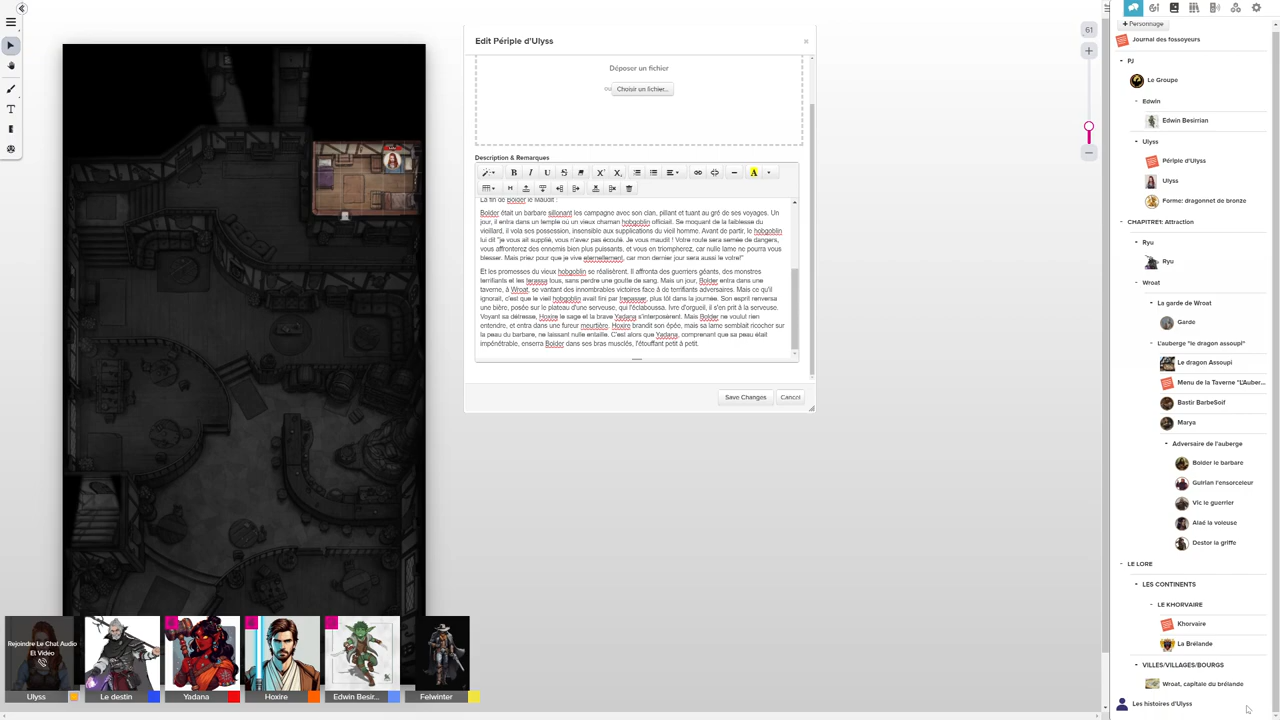 Edit Périple d'Ulyss
×
Déposer un fichier
ou Choisir un fichier...
Description & Remarques
La fin de Bolder le Maudit :
Bolder était un barbare sillonant les campagne avec son clan, pillant et tuant au gré de ses voyages. Un
jour, il entra dans un temple ou un vieux chaman hobgoblin officiait. Se moquant de la faiblesse du
vieillard, il viola ses possession, insensible aux supplications du vieil homme. Avant de partir, le hobgoblin
lui dit "je vous ait supplié, vous n'avez pas écouté. Je vous maudit ! Votre route sera semée de dangers,
vous affronterez des ennemis bien plus puissants, et vous en triompherez, car nulle lame ne pourra vous
blesser. Mais priez pour que je vive eternellement, car mon dernier jour sera aussi le votre!"
Et les promesses du vieux hobgoblin se réalisèrent. Il affronta des guerriers géants, des monstres
terrifiants et les terassa tous, sans perdre une goutte de sang. Mais un jour, Bolder entra dans une
taverne, à Wroat, se vantant des innombrables victoires face à de terrifiants adversaires. Mais ce qu'il
ignorait, c'est que le vieil hobgoblin avait fini par trepasser, plus tôt dans la journée. Son esprit renversa
une bière, posée sur le plateau d'une serveuse, qui l'éclaboussa. Ivre d'orgueil, il s'en prit à la serveuse.
Voyant sa détresse, Hoxire le sage et la brave Yadana s'interposèrent. Mais Bolder ne voulut rien
entendre, et entra dans une fureur meurtière. Hoxire brandit son épée, mais sa lame semblait ricocher sur
la peau du barbare, ne laissant nulle entaille. C'est alors que Yadana, comprenant que sa peau était
impénétrable, enserra Bolder dans ses bras musclés, l'étouffant petit à petit.
Save Changes
Cancel
61
+ Personnage
Journal des fossoyeurs
PJ
Le Groupe
Edwin
Edwin Besirrian
Ulyss
Périple d'Ulyss
Ulyss
Forme: dragonnet de bronze
CHAPITRE1: Attraction
Ryu
Ryu
Wroat
La garde de Wroat
Garde
L'auberge "le dragon assoupi"
Le dragon Assoupi
Menu de la Taverne "L'Auber...
Bastir BarbeSoif
Marya
Adversaire de l'auberge
Bolder le barbare
Guirlan l'ensorceleur
Vic le guerrier
Alaé la voleuse
Destor la griffe
LE LORE
LES CONTINENTS
LE KHORVAIRE
Khorvaire
La Brélande
VILLES/VILLAGES/BOURGS
Wroat, capitale du brélande
Les histoires d'Ulyss
Rejoindre Le Chat Audio
Et Video
Ulyss
Le destin
Yadana
Hoxire
Edwin Besir...
Felwinter